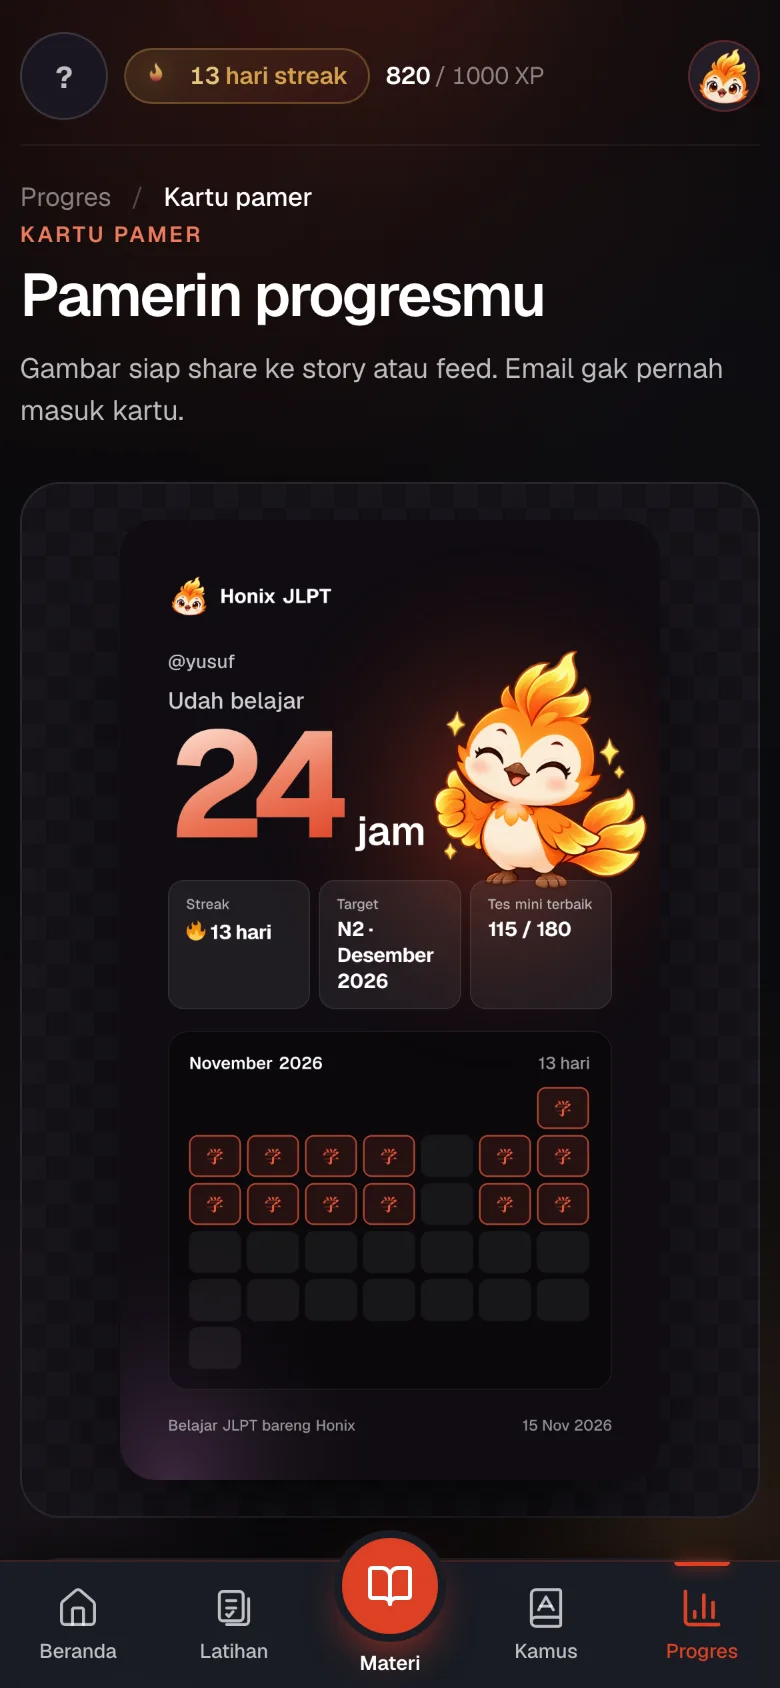 ?
13 hari streak
820 / 1000 XP
Progres / Kartu pamer
KARTU PAMER
Pamerin progresmu
Gambar siap share ke story atau feed. Email gak pernah
masuk kartu.
Honix JLPT
@yusuf
Udah belajar
24 jam
Streak
13 hari
Target
N2 ·
Desember
2026
Tes mini terbaik
115 / 180
November 2026
13 hari
Belajar JLPT bareng Honix
15 Nov 2026
Beranda
Latihan
Materi
Kamus
Progres